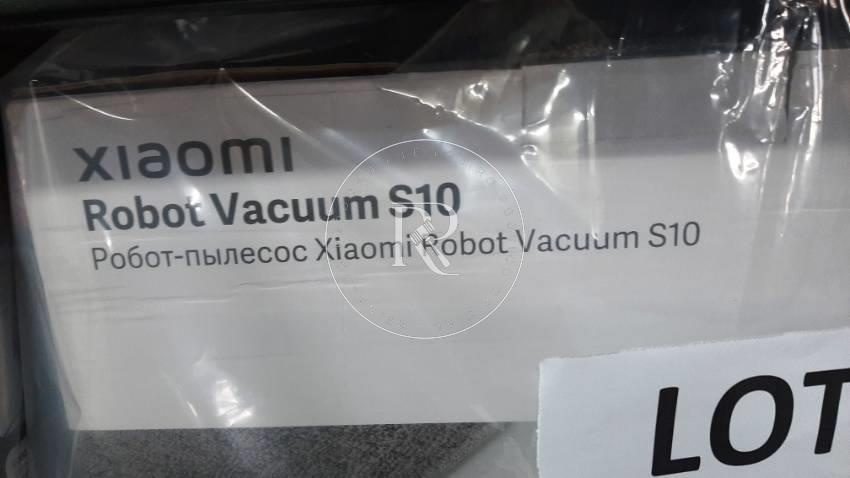 xiaomi
Robot Vacuum S10
Робот-пылесос Xiaomi Robot Vacuum S10
LOT